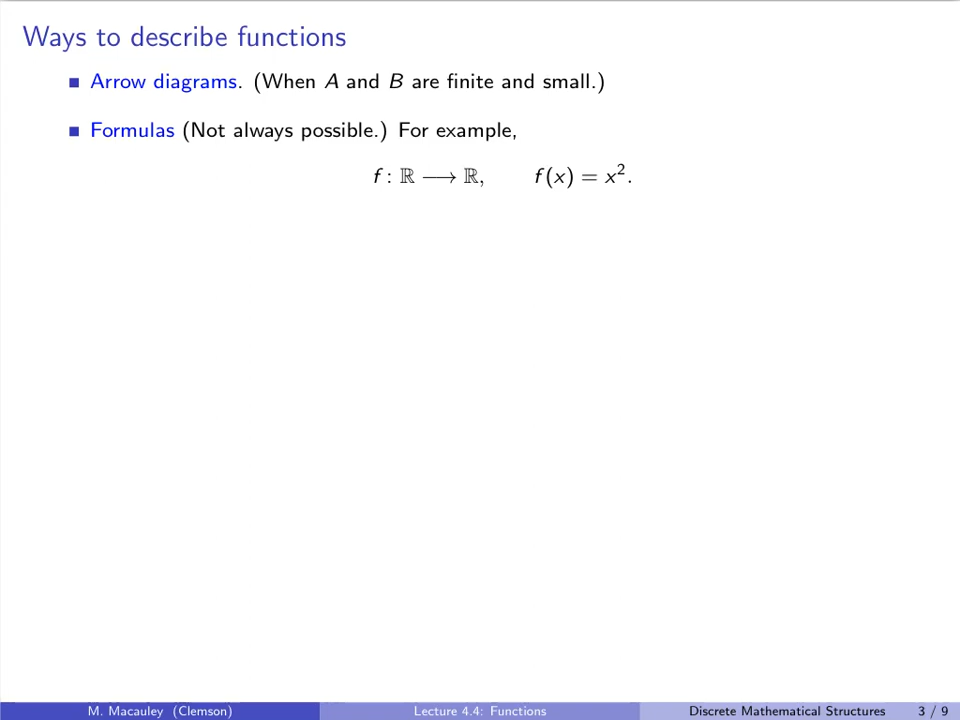 Ways to describe functions
■ Arrow diagrams. (When A and B are finite and small.)
■ Formulas (Not always possible.) For example,
f : ℝ ⟶ ℝ, f(x) = x².
M. Macauley (Clemson) Lecture 4.4: Functions Discrete Mathematical Structures 3 / 9